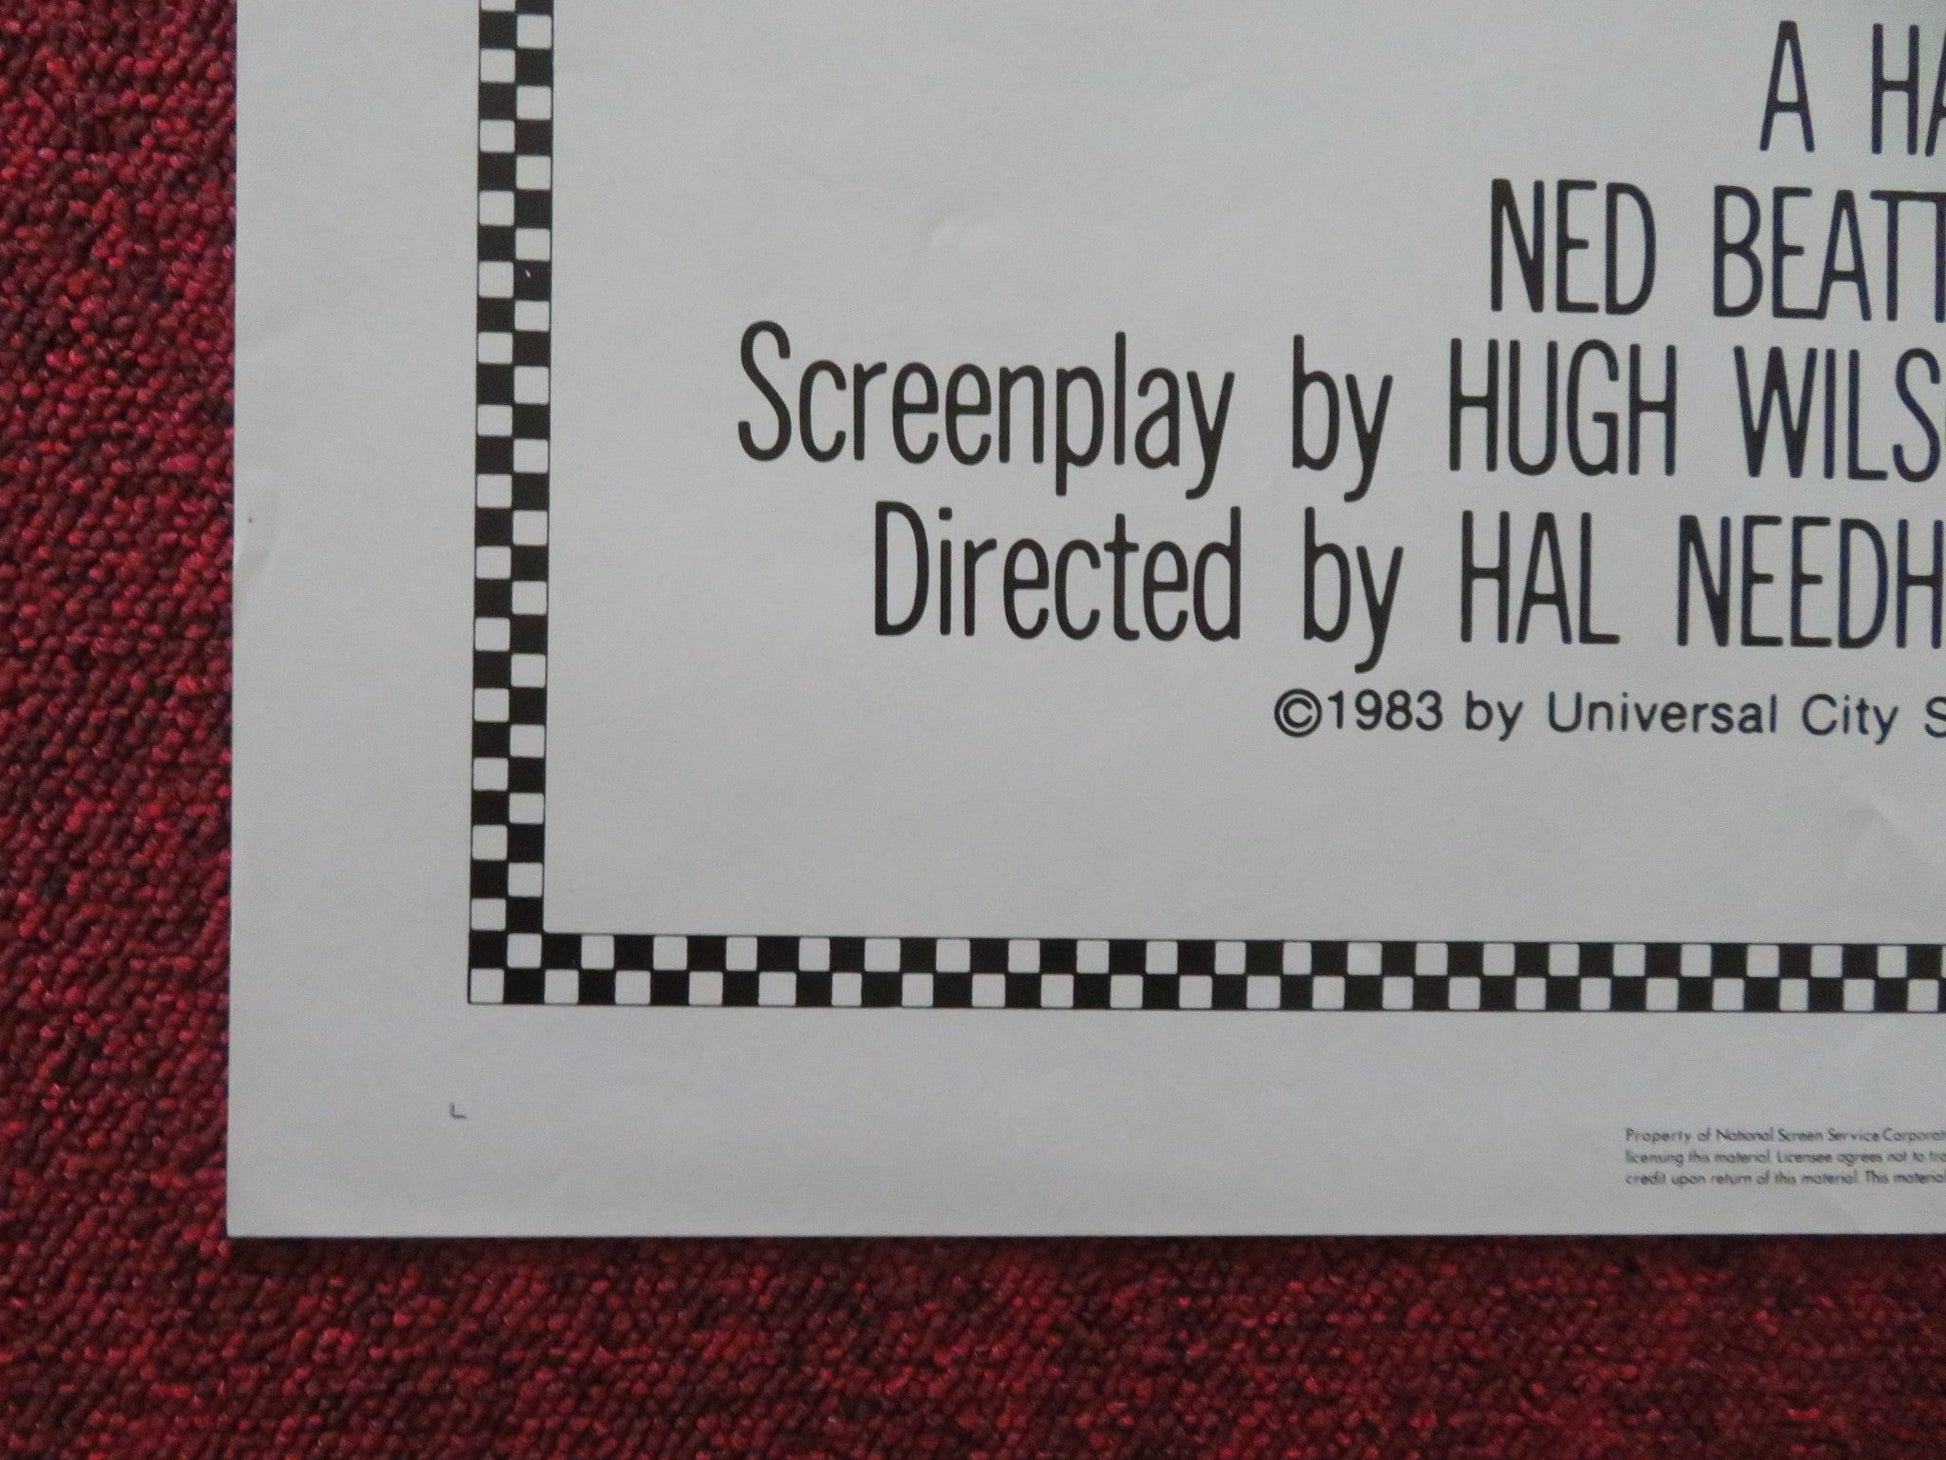 A HA
NED BEATT
Screenplay by HUGH WILS
Directed by HAL NEEDH
©1983 by Universal City S
Property of National Screen Service Corporat
licensing this material. Licensee agrees not to tra
credit upon return of this material. This material